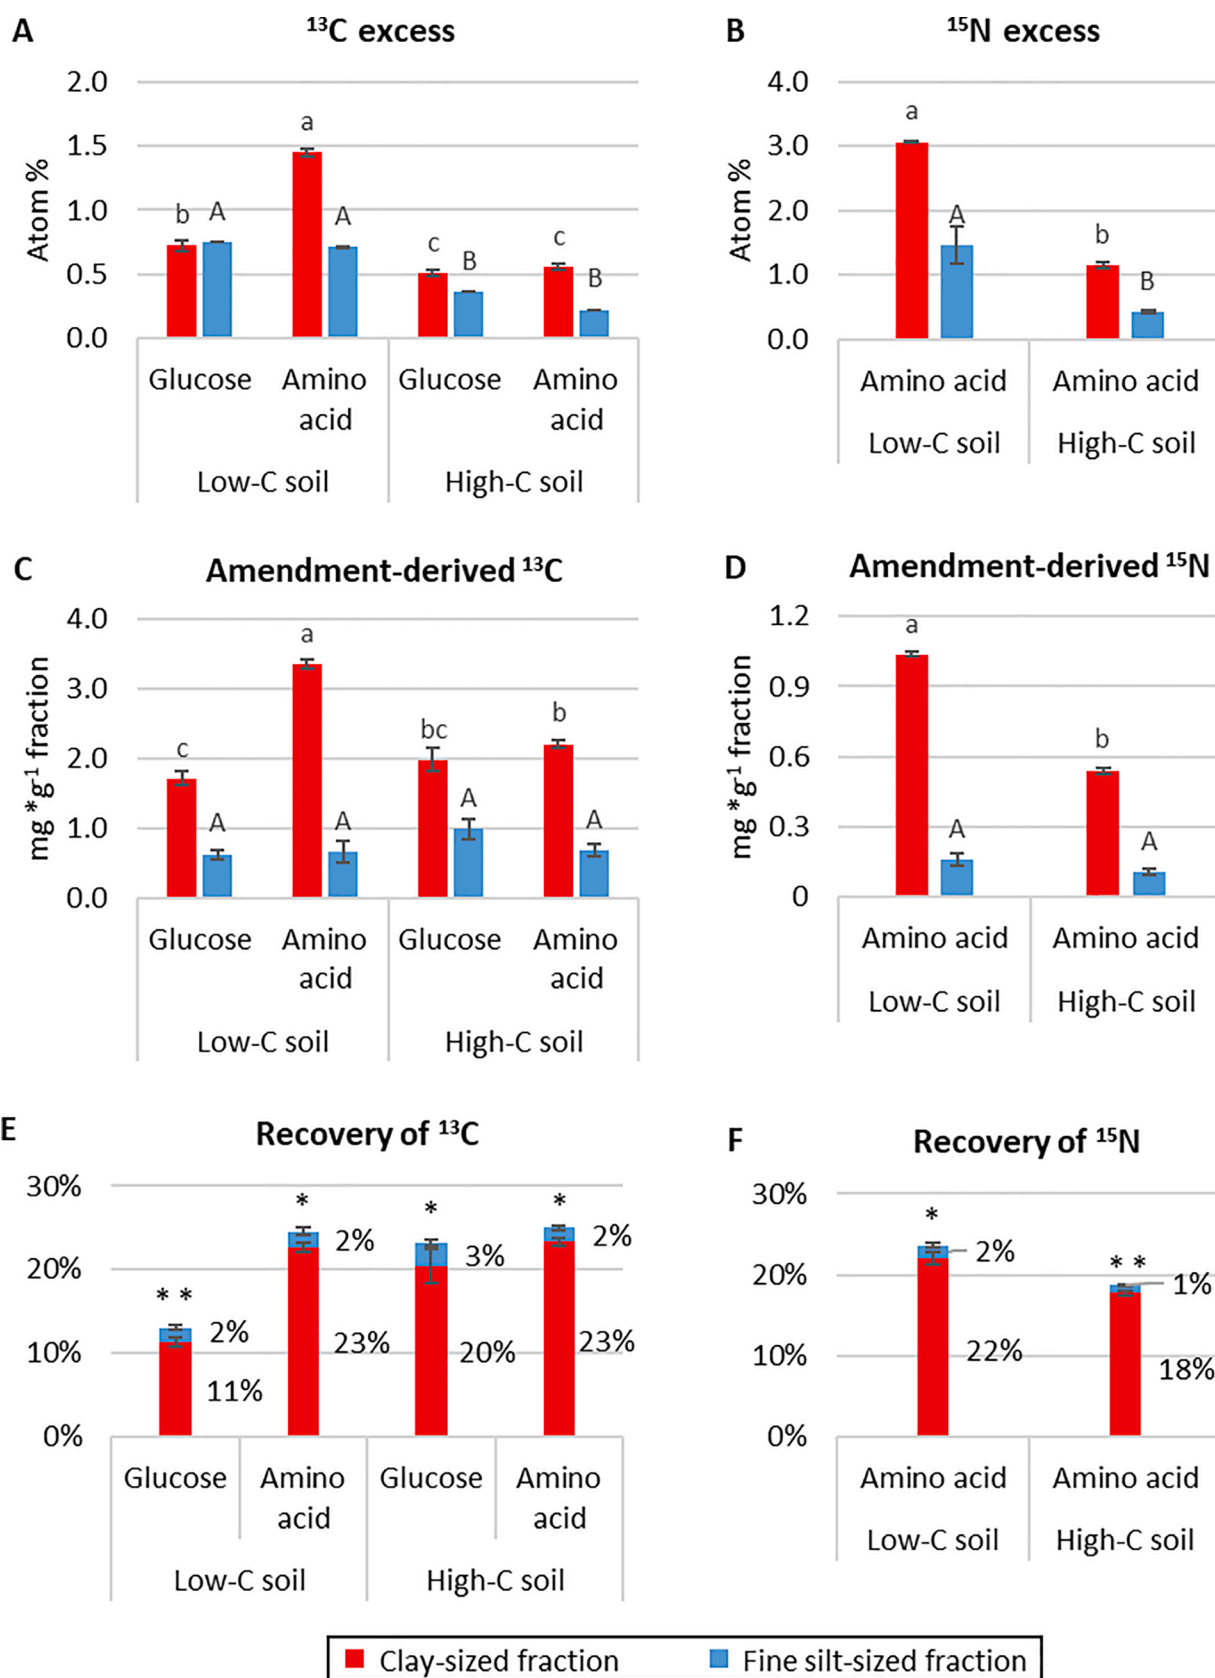 A
¹³C excess
2.0
1.5
1.0
0.5
0.0
Atom %
b A a A c B c B
Glucose Amino acid Glucose Amino acid
Low-C soil High-C soil
B
¹⁵N excess
4.0
3.0
2.0
1.0
0.0
Atom %
a A b B
Amino acid Amino acid
Low-C soil High-C soil
C
Amendment-derived ¹³C
4.0
3.0
2.0
1.0
0.0
mg *g⁻¹ fraction
c A a A bc A b A
Glucose Amino acid Glucose Amino acid
Low-C soil High-C soil
D
Amendment-derived ¹⁵N
1.2
0.9
0.6
0.3
0
mg *g⁻¹ fraction
a A b A
Amino acid Amino acid
Low-C soil High-C soil
E
Recovery of ¹³C
30%
20%
10%
0%
* * * * *
2% 2% 3% 2%
11% 23% 20% 23%
Glucose Amino acid Glucose Amino acid
Low-C soil High-C soil
F
Recovery of ¹⁵N
30%
20%
10%
0%
* * *
2% 1%
22% 18%
Amino acid Amino acid
Low-C soil High-C soil
Clay-sized fraction Fine silt-sized fraction